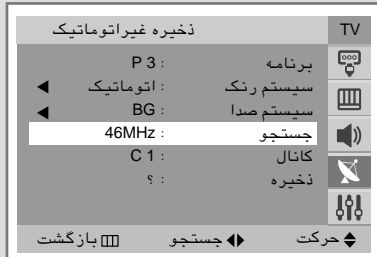 TV
ذخیره غیراتوماتیک
برنامه : P 3
سیستم رنگ : اتوماتیک ◀
سیستم صدا : BG ◀
جستجو : 46MHz
کانال : C 1
ذخیره : ؟
حرکت جستجو بازگشت